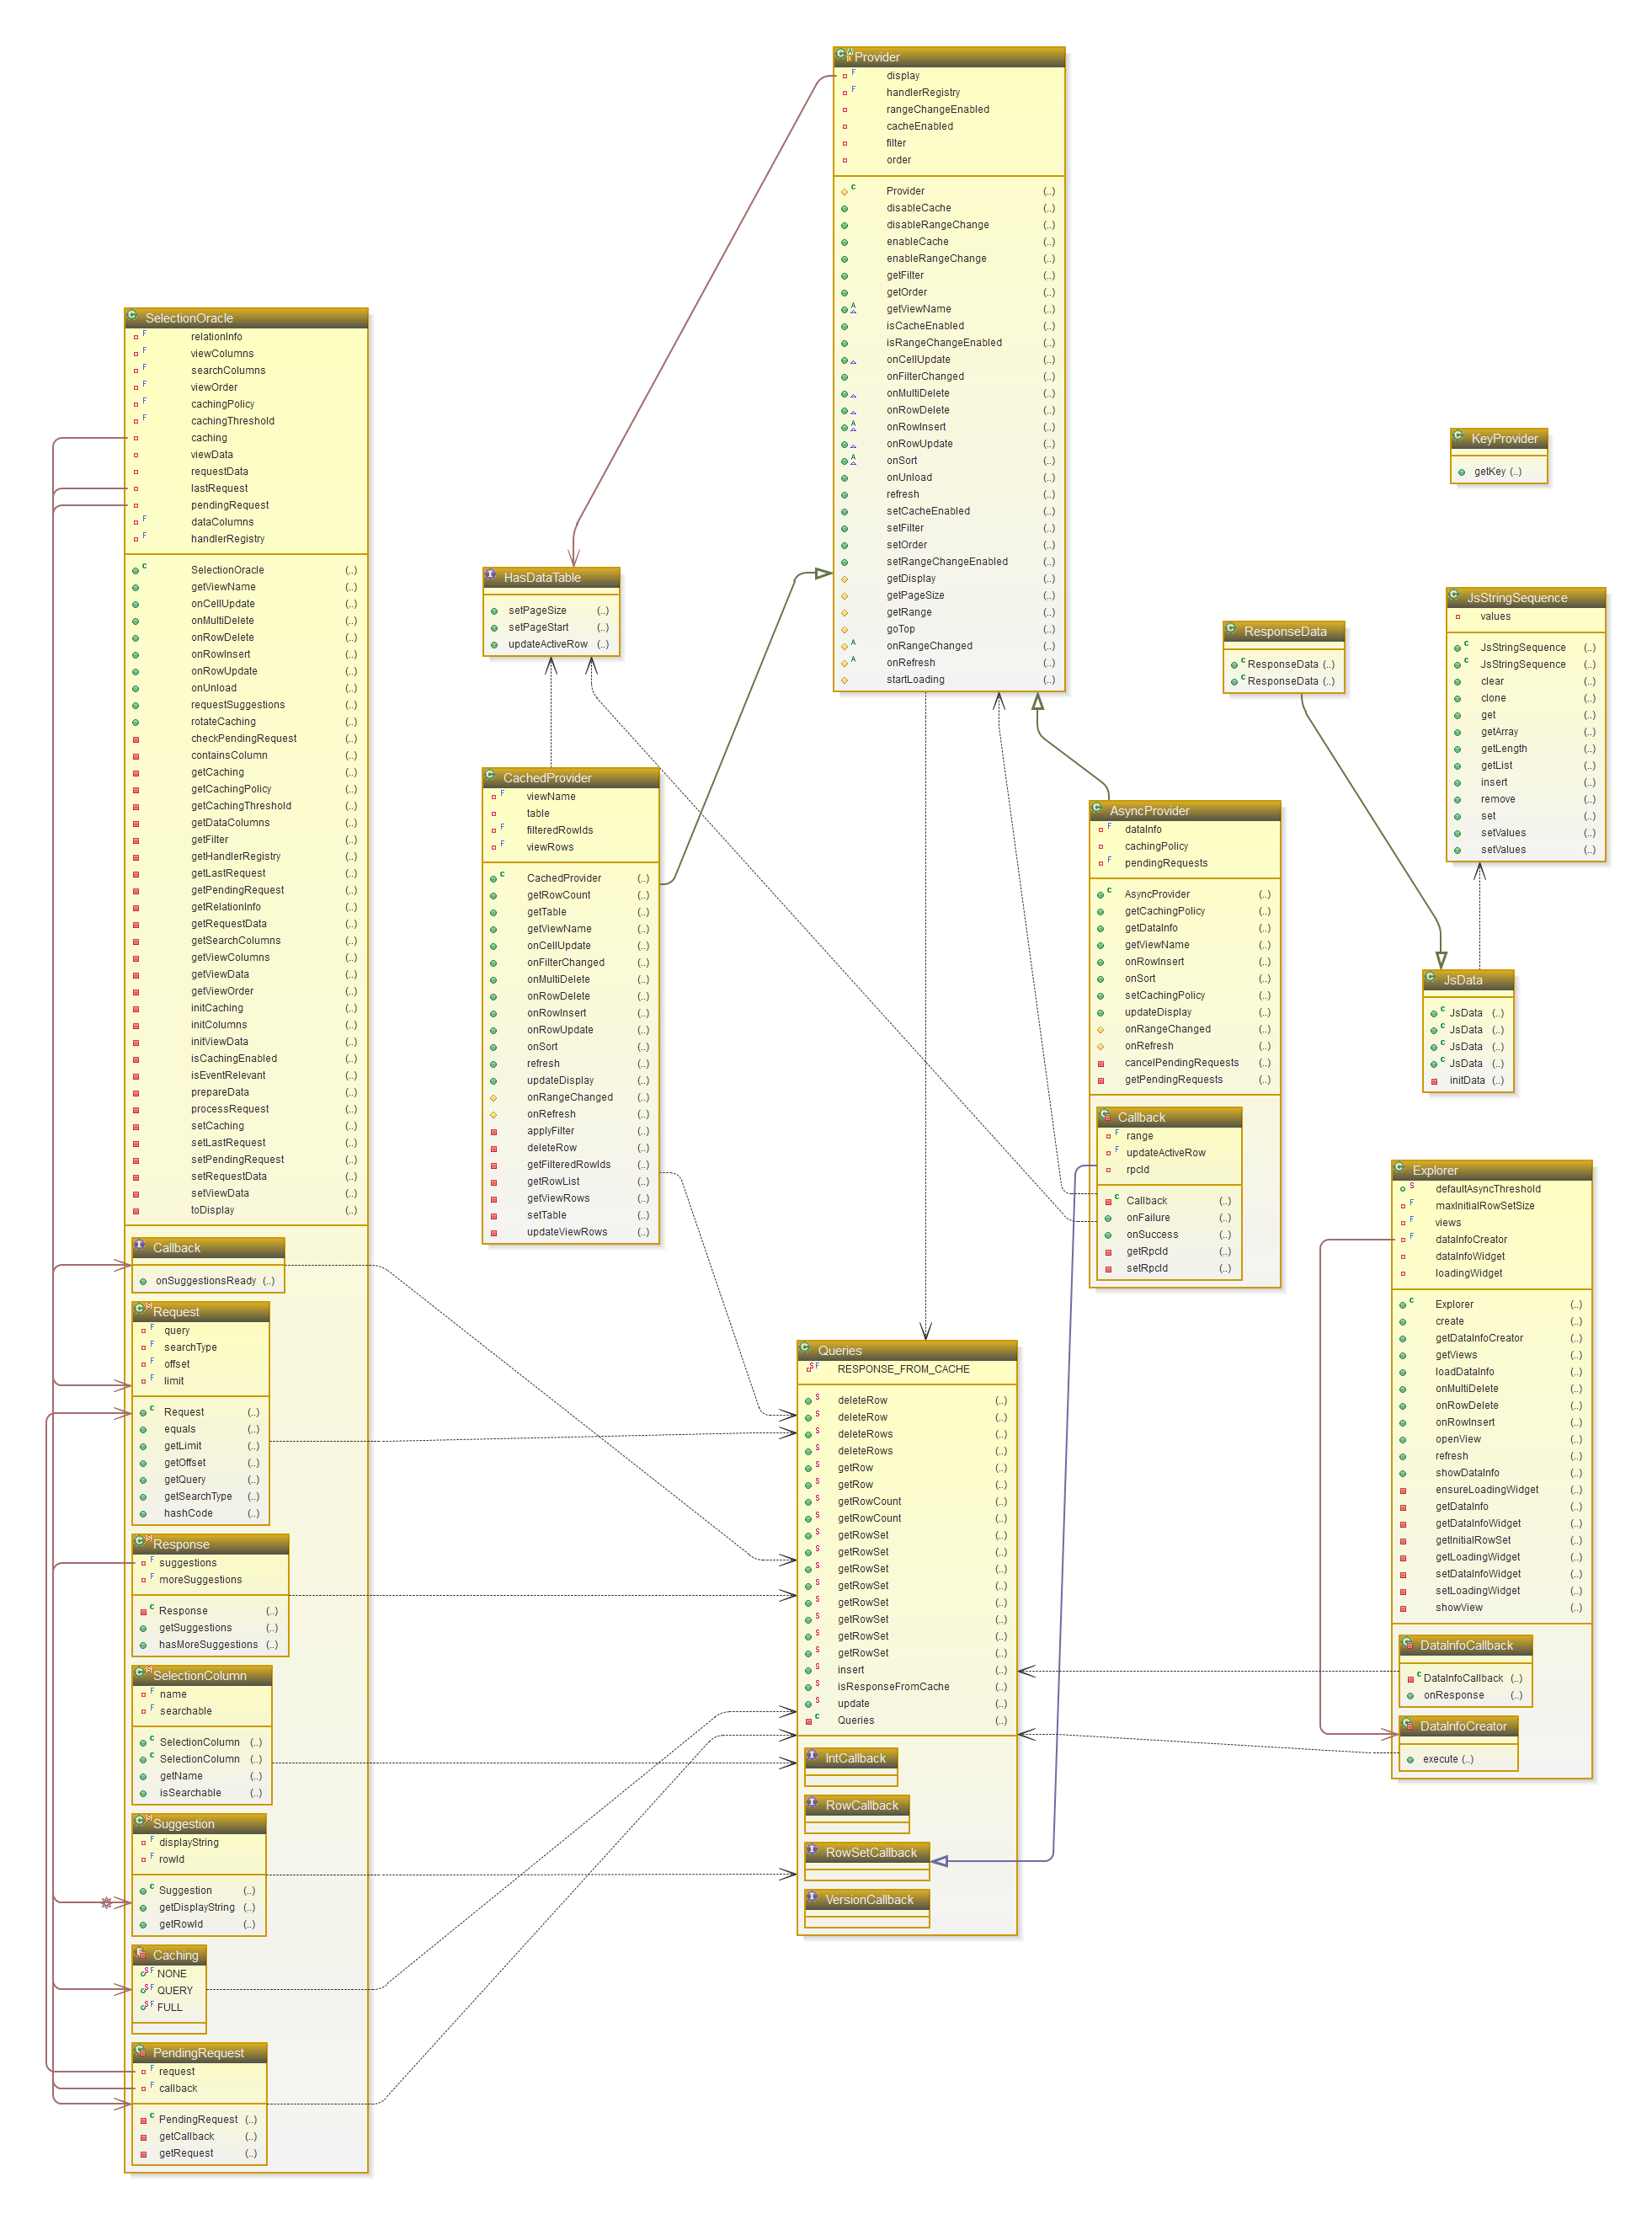 Provider
F display
F handlerRegistry
rangeChangeEnabled
cacheEnabled
filter
order
C Provider (..)
disableCache (..)
disableRangeChange (..)
enableCache (..)
enableRangeChange (..)
getFilter (..)
getOrder (..)
A getViewName (..)
isCacheEnabled (..)
isRangeChangeEnabled (..)
onCellUpdate (..)
onFilterChanged (..)
onMultiDelete (..)
onRowDelete (..)
A onRowInsert (..)
onRowUpdate (..)
A onSort (..)
onUnload (..)
refresh (..)
setCacheEnabled (..)
setFilter (..)
setOrder (..)
setRangeChangeEnabled (..)
getDisplay (..)
getPageSize (..)
getRange (..)
goTop (..)
A onRangeChanged (..)
A onRefresh (..)
startLoading (..)
SelectionOracle
F relationInfo
F viewColumns
F searchColumns
F viewOrder
F cachingPolicy
F cachingThreshold
caching
viewData
requestData
lastRequest
pendingRequest
F dataColumns
F handlerRegistry
C SelectionOracle (..)
getViewName (..)
onCellUpdate (..)
onMultiDelete (..)
onRowDelete (..)
onRowInsert (..)
onRowUpdate (..)
onUnload (..)
requestSuggestions (..)
rotateCaching (..)
checkPendingRequest (..)
containsColumn (..)
getCaching (..)
getCachingPolicy (..)
getCachingThreshold (..)
getDataColumns (..)
getFilter (..)
getHandlerRegistry (..)
getLastRequest (..)
getPendingRequest (..)
getRelationInfo (..)
getRequestData (..)
getSearchColumns (..)
getViewColumns (..)
getViewData (..)
getViewOrder (..)
initCaching (..)
initColumns (..)
initViewData (..)
isCachingEnabled (..)
isEventRelevant (..)
prepareData (..)
processRequest (..)
setCaching (..)
setLastRequest (..)
setPendingRequest (..)
setRequestData (..)
setViewData (..)
toDisplay (..)
Callback
onSuggestionsReady (..)
Request
F query
F searchType
F offset
F limit
C Request (..)
equals (..)
getLimit (..)
getOffset (..)
getQuery (..)
getSearchType (..)
hashCode (..)
Response
F suggestions
F moreSuggestions
C Response (..)
getSuggestions (..)
hasMoreSuggestions (..)
SelectionColumn
F name
F searchable
C SelectionColumn (..)
C SelectionColumn (..)
getName (..)
isSearchable (..)
Suggestion
F displayString
F rowId
C Suggestion (..)
getDisplayString (..)
getRowId (..)
Caching
S F NONE
S F QUERY
S F FULL
PendingRequest
F request
F callback
C PendingRequest (..)
getCallback (..)
getRequest (..)
HasDataTable
setPageSize (..)
setPageStart (..)
updateActiveRow (..)
CachedProvider
F viewName
table
F filteredRowIds
F viewRows
C CachedProvider (..)
getRowCount (..)
getTable (..)
getViewName (..)
onCellUpdate (..)
onFilterChanged (..)
onMultiDelete (..)
onRowDelete (..)
onRowInsert (..)
onRowUpdate (..)
onSort (..)
refresh (..)
updateDisplay (..)
onRangeChanged (..)
onRefresh (..)
applyFilter (..)
deleteRow (..)
getFilteredRowIds (..)
getRowList (..)
getViewRows (..)
setTable (..)
updateViewRows (..)
AsyncProvider
F dataInfo
cachingPolicy
F pendingRequests
C AsyncProvider (..)
getCachingPolicy (..)
getDataInfo (..)
getViewName (..)
onRowInsert (..)
onSort (..)
setCachingPolicy (..)
updateDisplay (..)
onRangeChanged (..)
onRefresh (..)
cancelPendingRequests (..)
getPendingRequests (..)
Callback
F range
F updateActiveRow
rpcId
C Callback (..)
onFailure (..)
onSuccess (..)
getRpcId (..)
setRpcId (..)
Queries
S F RESPONSE_FROM_CACHE
S deleteRow (..)
S deleteRow (..)
S deleteRows (..)
S deleteRows (..)
S getRow (..)
S getRow (..)
S getRowCount (..)
S getRowCount (..)
S getRowSet (..)
S getRowSet (..)
S getRowSet (..)
S getRowSet (..)
S getRowSet (..)
S getRowSet (..)
S getRowSet (..)
S getRowSet (..)
S insert (..)
S isResponseFromCache (..)
S update (..)
C Queries (..)
IntCallback
RowCallback
RowSetCallback
VersionCallback
KeyProvider
getKey (..)
JsStringSequence
values
C JsStringSequence (..)
C JsStringSequence (..)
clear (..)
clone (..)
get (..)
getArray (..)
getLength (..)
getList (..)
insert (..)
remove (..)
set (..)
setValues (..)
setValues (..)
ResponseData
C ResponseData (..)
C ResponseData (..)
JsData
C JsData (..)
C JsData (..)
C JsData (..)
C JsData (..)
initData (..)
Explorer
S defaultAsyncThreshold
F maxInitialRowSetSize
F views
F dataInfoCreator
dataInfoWidget
loadingWidget
C Explorer (..)
create (..)
getDataInfoCreator (..)
getViews (..)
loadDataInfo (..)
onMultiDelete (..)
onRowDelete (..)
onRowInsert (..)
openView (..)
refresh (..)
showDataInfo (..)
ensureLoadingWidget (..)
getDataInfo (..)
getDataInfoWidget (..)
getInitialRowSet (..)
getLoadingWidget (..)
setDataInfoWidget (..)
setLoadingWidget (..)
showView (..)
DataInfoCallback
C DataInfoCallback (..)
onResponse (..)
DataInfoCreator
execute (..)